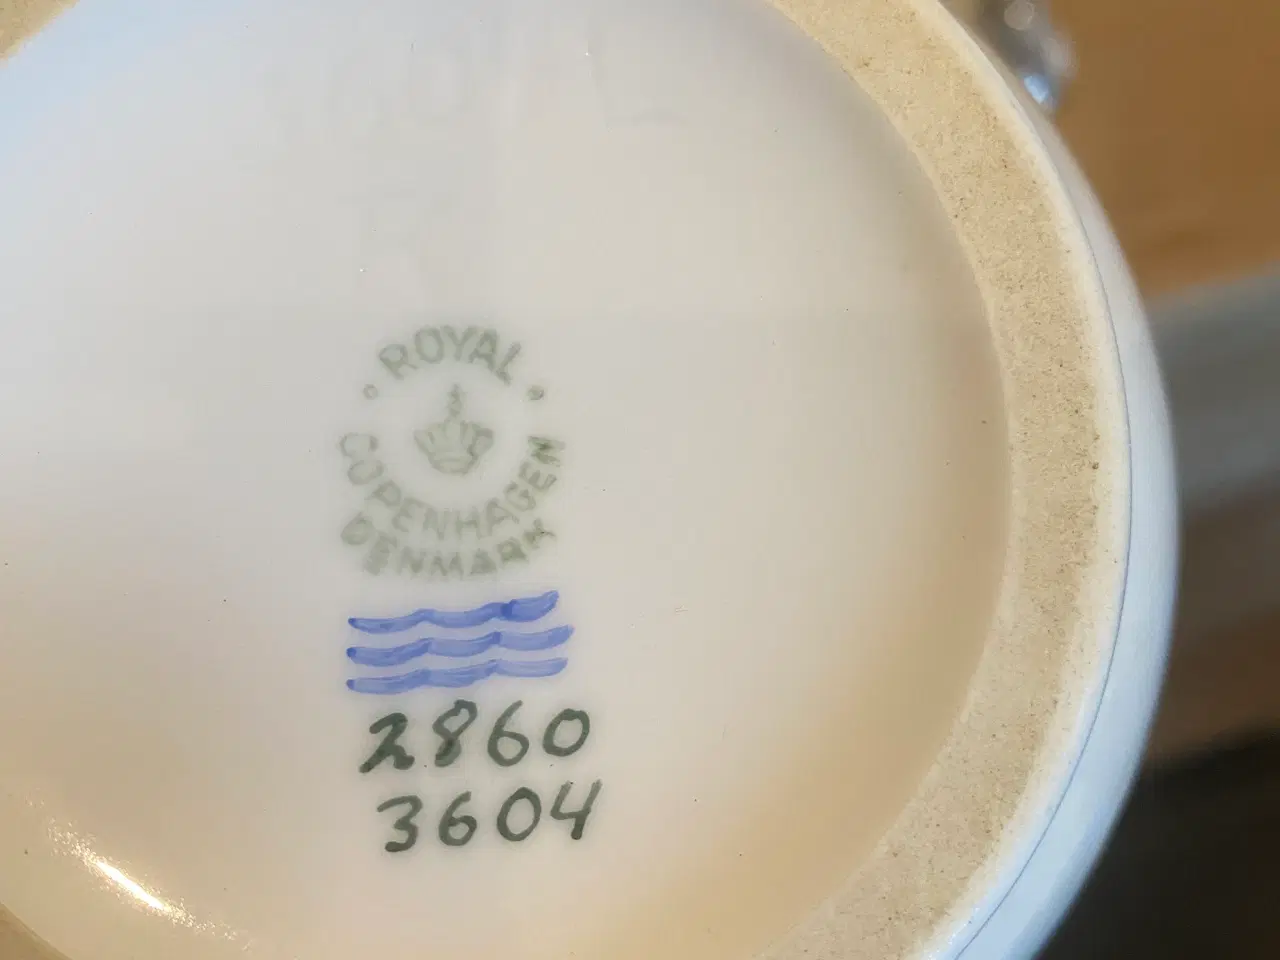 ROYAL
COPENHAGEN
DENMARK
2860
3604